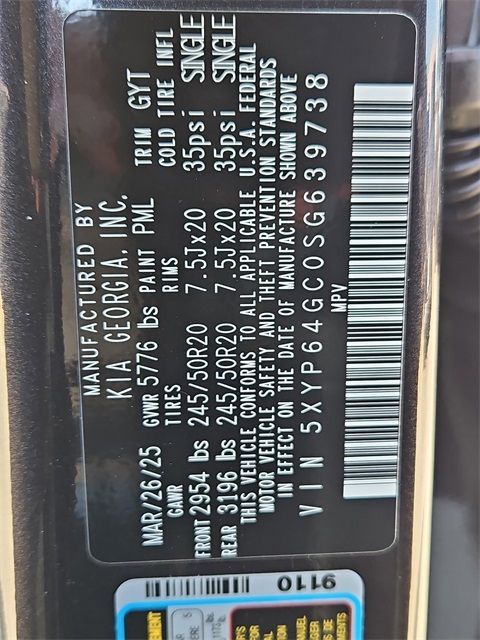 MANUFACTURED BY
KIA GEORGIA, INC.
MAR/26/25 GVWR 5776 lbs PAINT PML TRIM GYT
GAWR TIRES RIMS COLD TIRE INFL
FRONT 2954 lbs 245/50R20 7.5Jx20 35psi SINGLE
REAR 3196 lbs 245/50R20 7.5Jx20 35psi SINGLE
THIS VEHICLE CONFORMS TO ALL APPLICABLE U.S.A. FEDERAL
MOTOR VEHICLE SAFETY AND THEFT PREVENTION STANDARDS
IN EFFECT ON THE DATE OF MANUFACTURE SHOWN ABOVE
VIN 5XYP64GC0SG639738
MPV
9110